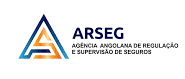 ARSEG
AGÊNCIA ANGOLANA DE REGULAÇÃO
E SUPERVISÃO DE SEGUROS